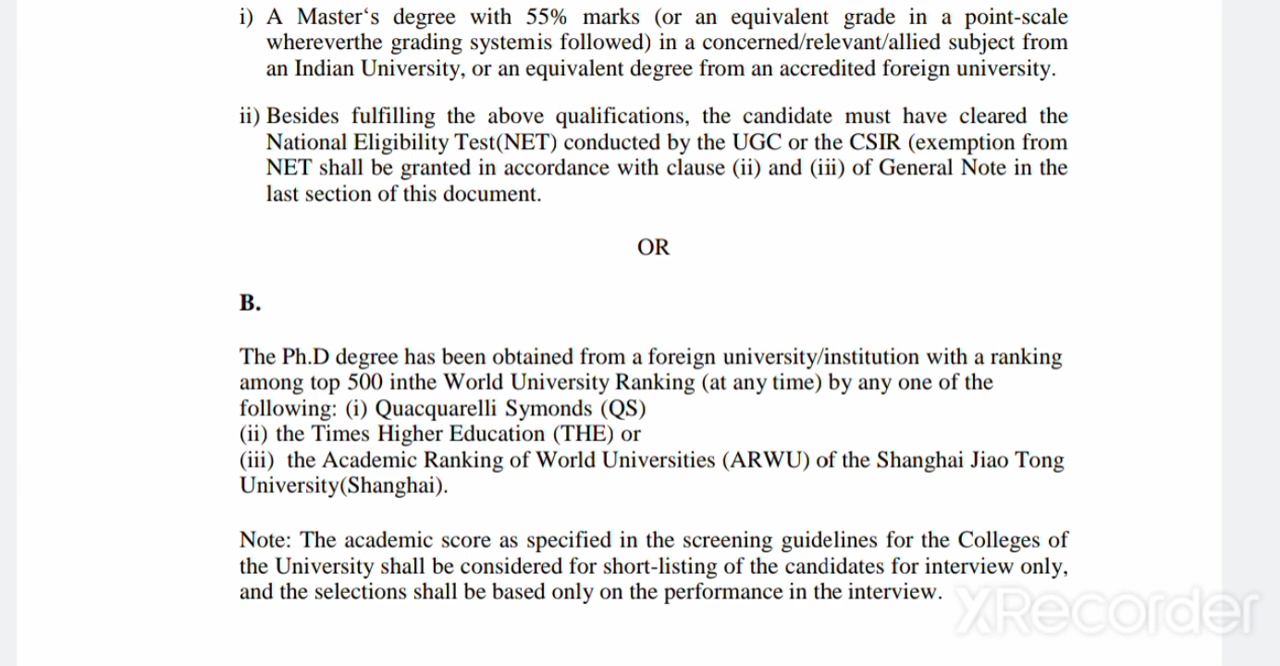 i) A Master‘s degree with 55% marks (or an equivalent grade in a point-scale
whereverthe grading systemis followed) in a concerned/relevant/allied subject from
an Indian University, or an equivalent degree from an accredited foreign university.
ii) Besides fulfilling the above qualifications, the candidate must have cleared the
National Eligibility Test(NET) conducted by the UGC or the CSIR (exemption from
NET shall be granted in accordance with clause (ii) and (iii) of General Note in the
last section of this document.
OR
B.
The Ph.D degree has been obtained from a foreign university/institution with a ranking
among top 500 inthe World University Ranking (at any time) by any one of the
following: (i) Quacquarelli Symonds (QS)
(ii) the Times Higher Education (THE) or
(iii) the Academic Ranking of World Universities (ARWU) of the Shanghai Jiao Tong
University(Shanghai).
Note: The academic score as specified in the screening guidelines for the Colleges of
the University shall be considered for short-listing of the candidates for interview only,
and the selections shall be based only on the performance in the interview.
XRecorder